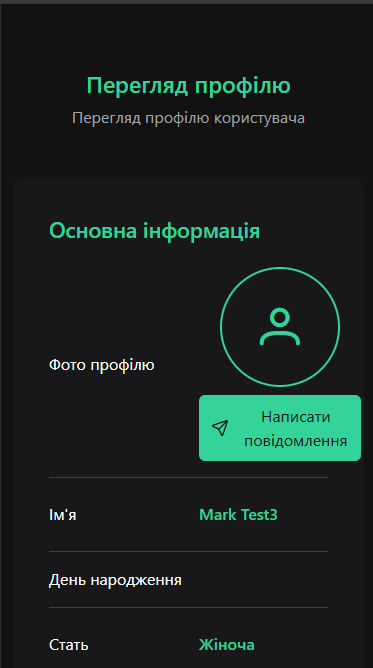 Перегляд профілю
Перегляд профілю користувача
Основна інформація
Фото профілю
Написати
повідомлення
Ім'я Mark Test3
День народження
Стать Жіноча